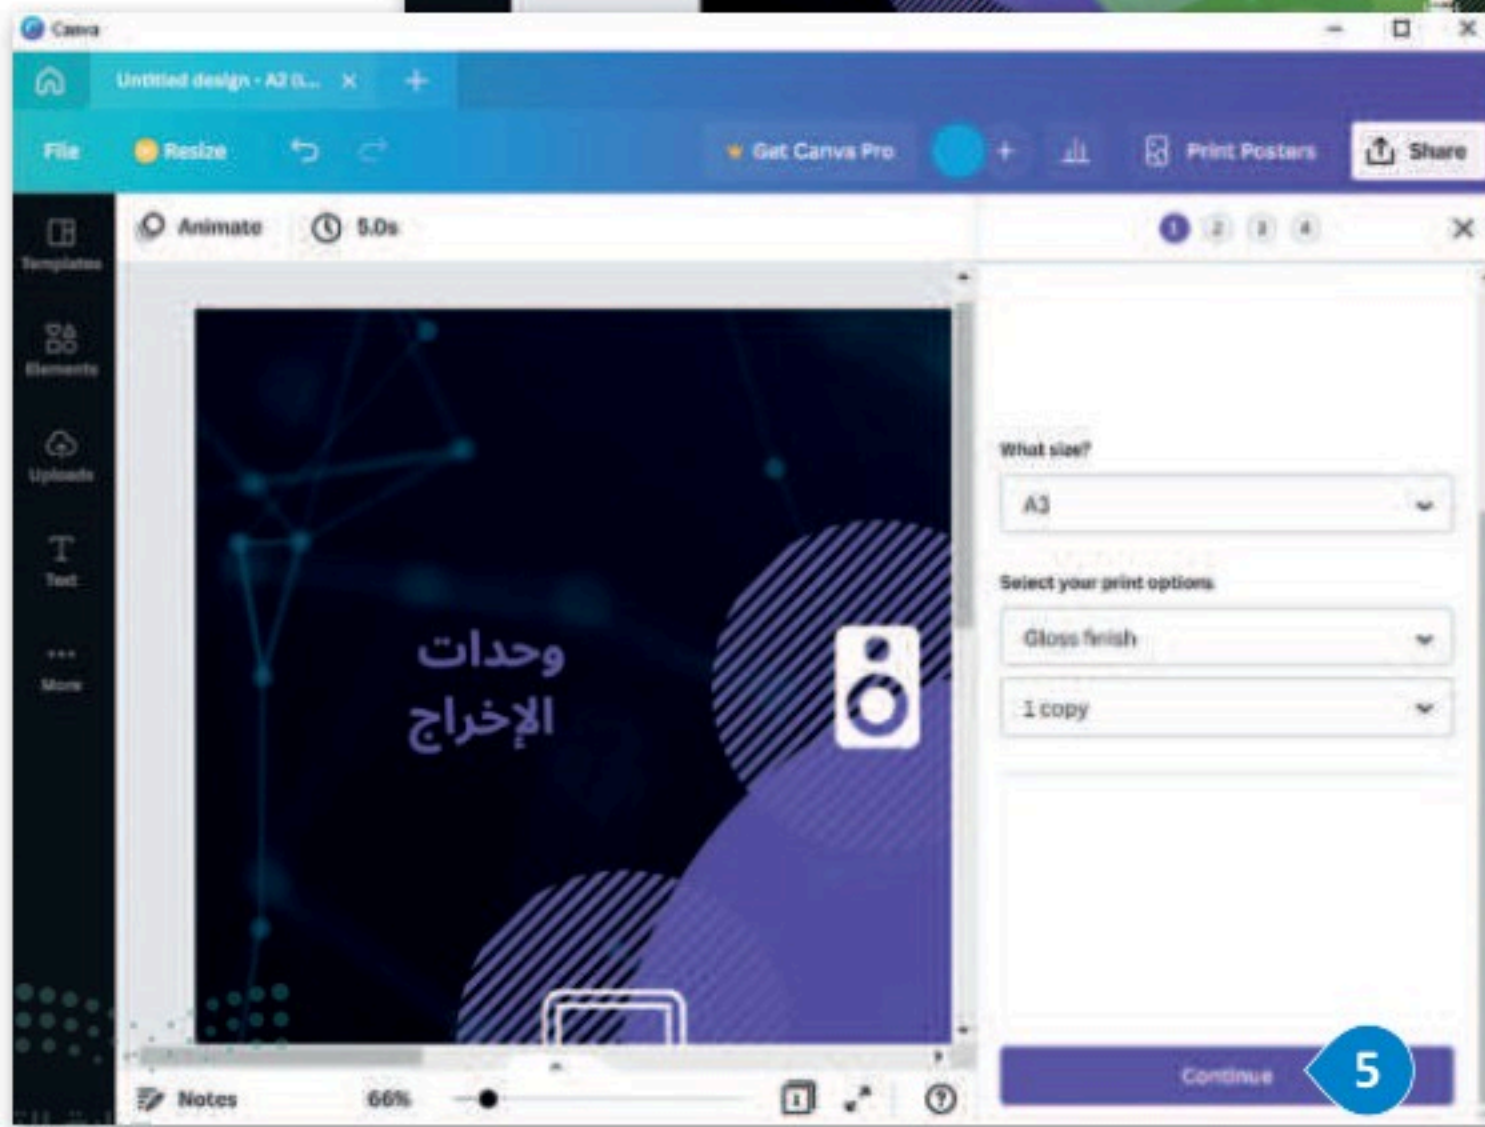 Canva
Untitled design - A2 (L...
File
Resize
Get Canva Pro
Print Posters
Share
Animate
5.0s
1 2 3 4
Templates
Elements
Uploads
Text
More
وحدات
الإخراج
What size?
A3
Select your print options
Gloss finish
1 copy
Continue
5
Notes
66%
1
?